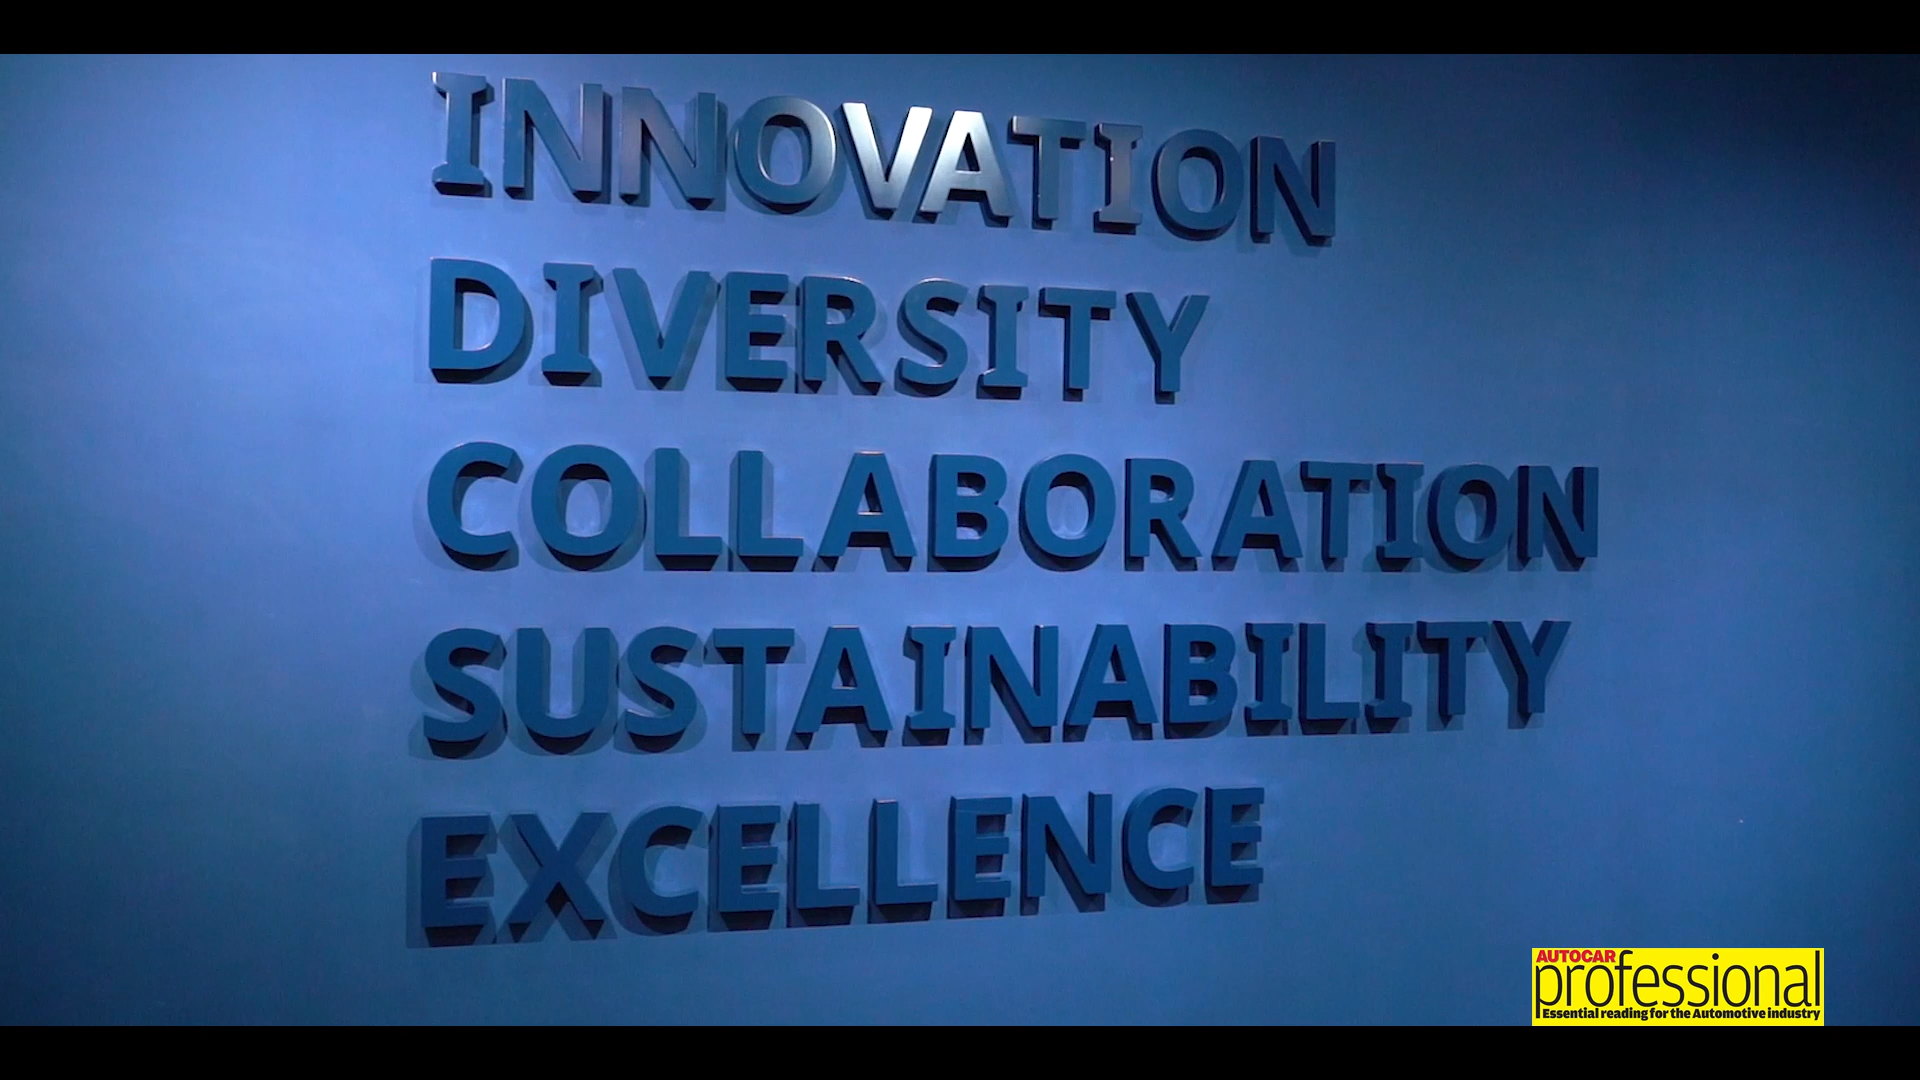 INNOVATION
DIVERSITY
COLLABORATION
SUSTAINABILITY
EXCELLENCE
AUTOCAR
professional
Essential reading for the Automotive industry